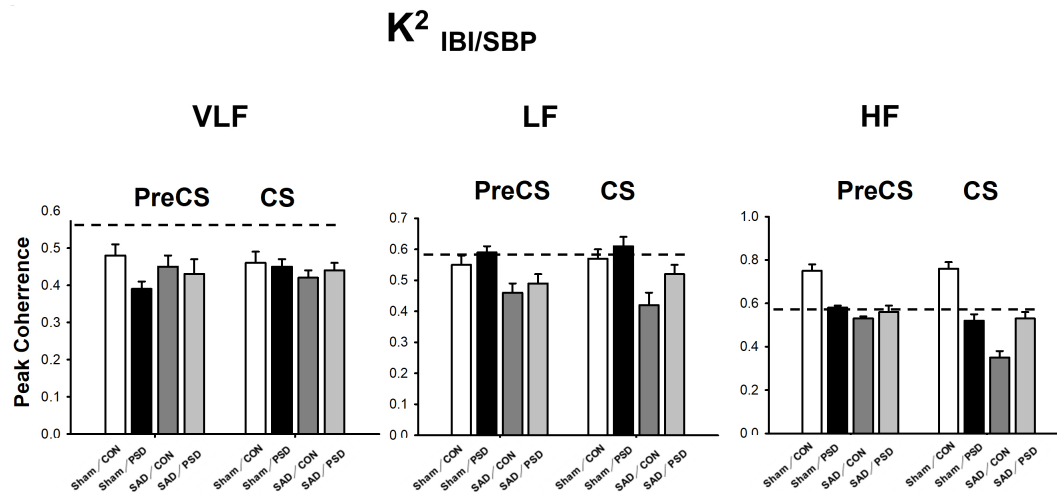 K² IBI/SBP
VLF
LF
HF
PreCS CS
PreCS CS
PreCS CS
Peak Coherrence
0.6
0.5
0.4
0.3
0.2
0.1
0.0
Sham/CON
Sham/PSD
SAD/CON
SAD/PSD
Sham/CON
Sham/PSD
SAD/CON
SAD/PSD
0.7
0.6
0.5
0.4
0.3
0.2
0.1
0.0
Sham/CON
Sham/PSD
SAD/CON
SAD/PSD
Sham/CON
Sham/PSD
SAD/CON
SAD/PSD
1.0
0.8
0.6
0.4
0.2
0.0
Sham/CON
Sham/PSD
SAD/CON
SAD/PSD
Sham/CON
Sham/PSD
SAD/CON
SAD/PSD